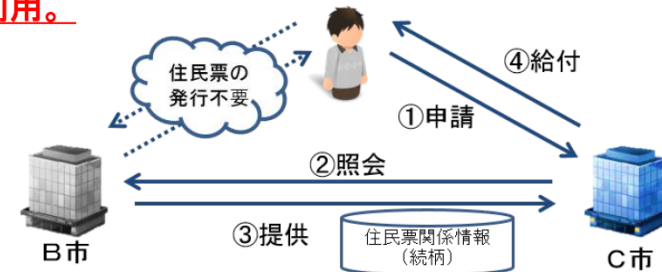 用。
住民票の
発行不要
④給付
①申請
②照会
③提供
住民票関係情報
（続柄）
B市
C市